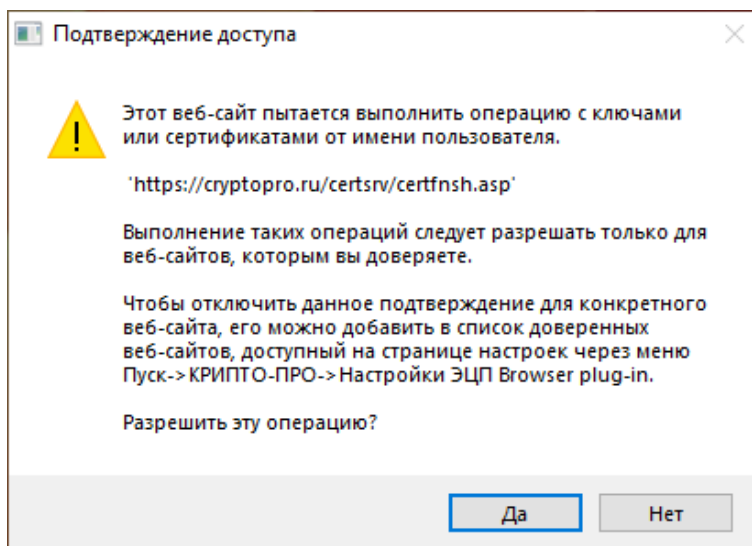 Подтверждение доступа
Этот веб-сайт пытается выполнить операцию с ключами
или сертификатами от имени пользователя.
'https://cryptopro.ru/certsrv/certfnsh.asp'
Выполнение таких операций следует разрешать только для
веб-сайтов, которым вы доверяете.
Чтобы отключить данное подтверждение для конкретного
веб-сайта, его можно добавить в список доверенных
веб-сайтов, доступный на странице настроек через меню
Пуск->КРИПТО-ПРО->Настройки ЭЦП Browser plug-in.
Разрешить эту операцию?
Да
Нет